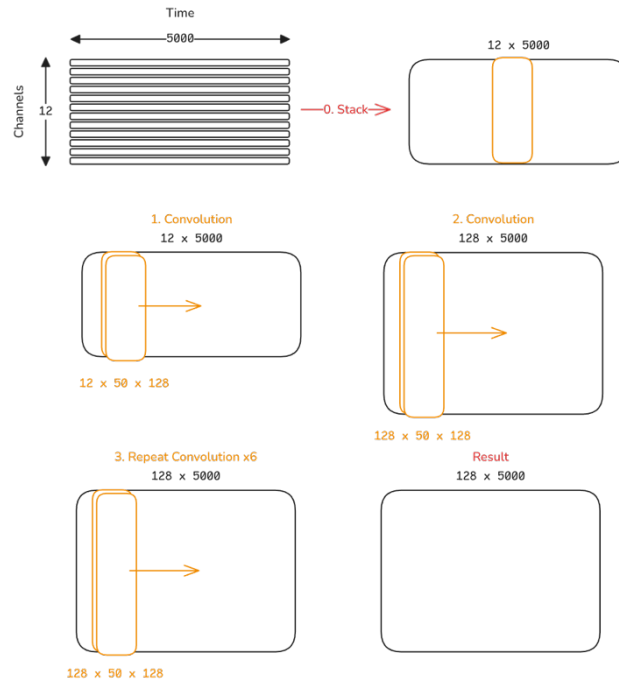 Time
5000
Channels
12
0. Stack
12 x 5000
1. Convolution
12 x 5000
12 x 50 x 128
2. Convolution
128 x 5000
128 x 50 x 128
3. Repeat Convolution x6
128 x 5000
128 x 50 x 128
Result
128 x 5000